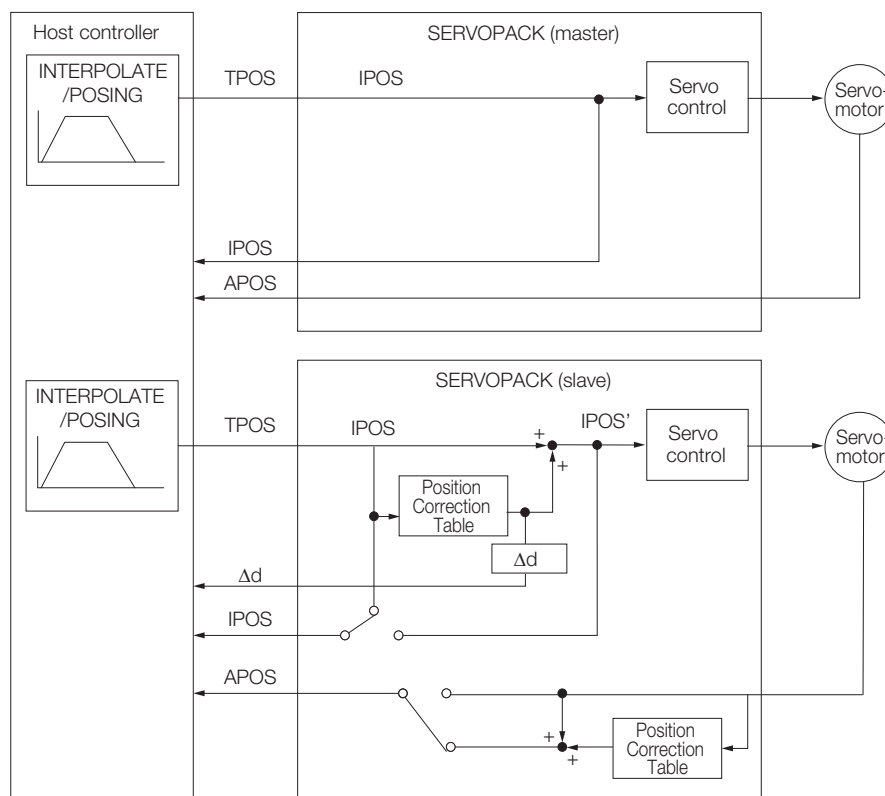 Host controller
INTERPOLATE
/POSING
TPOS
SERVOPACK (master)
IPOS
Servo
control
Servo-
motor
IPOS
APOS
INTERPOLATE
/POSING
TPOS
SERVOPACK (slave)
IPOS
+
+
IPOS’
Servo
control
Servo-
motor
Position
Correction
Table
Δd
Δd
IPOS
APOS
+
+
Position
Correction
Table